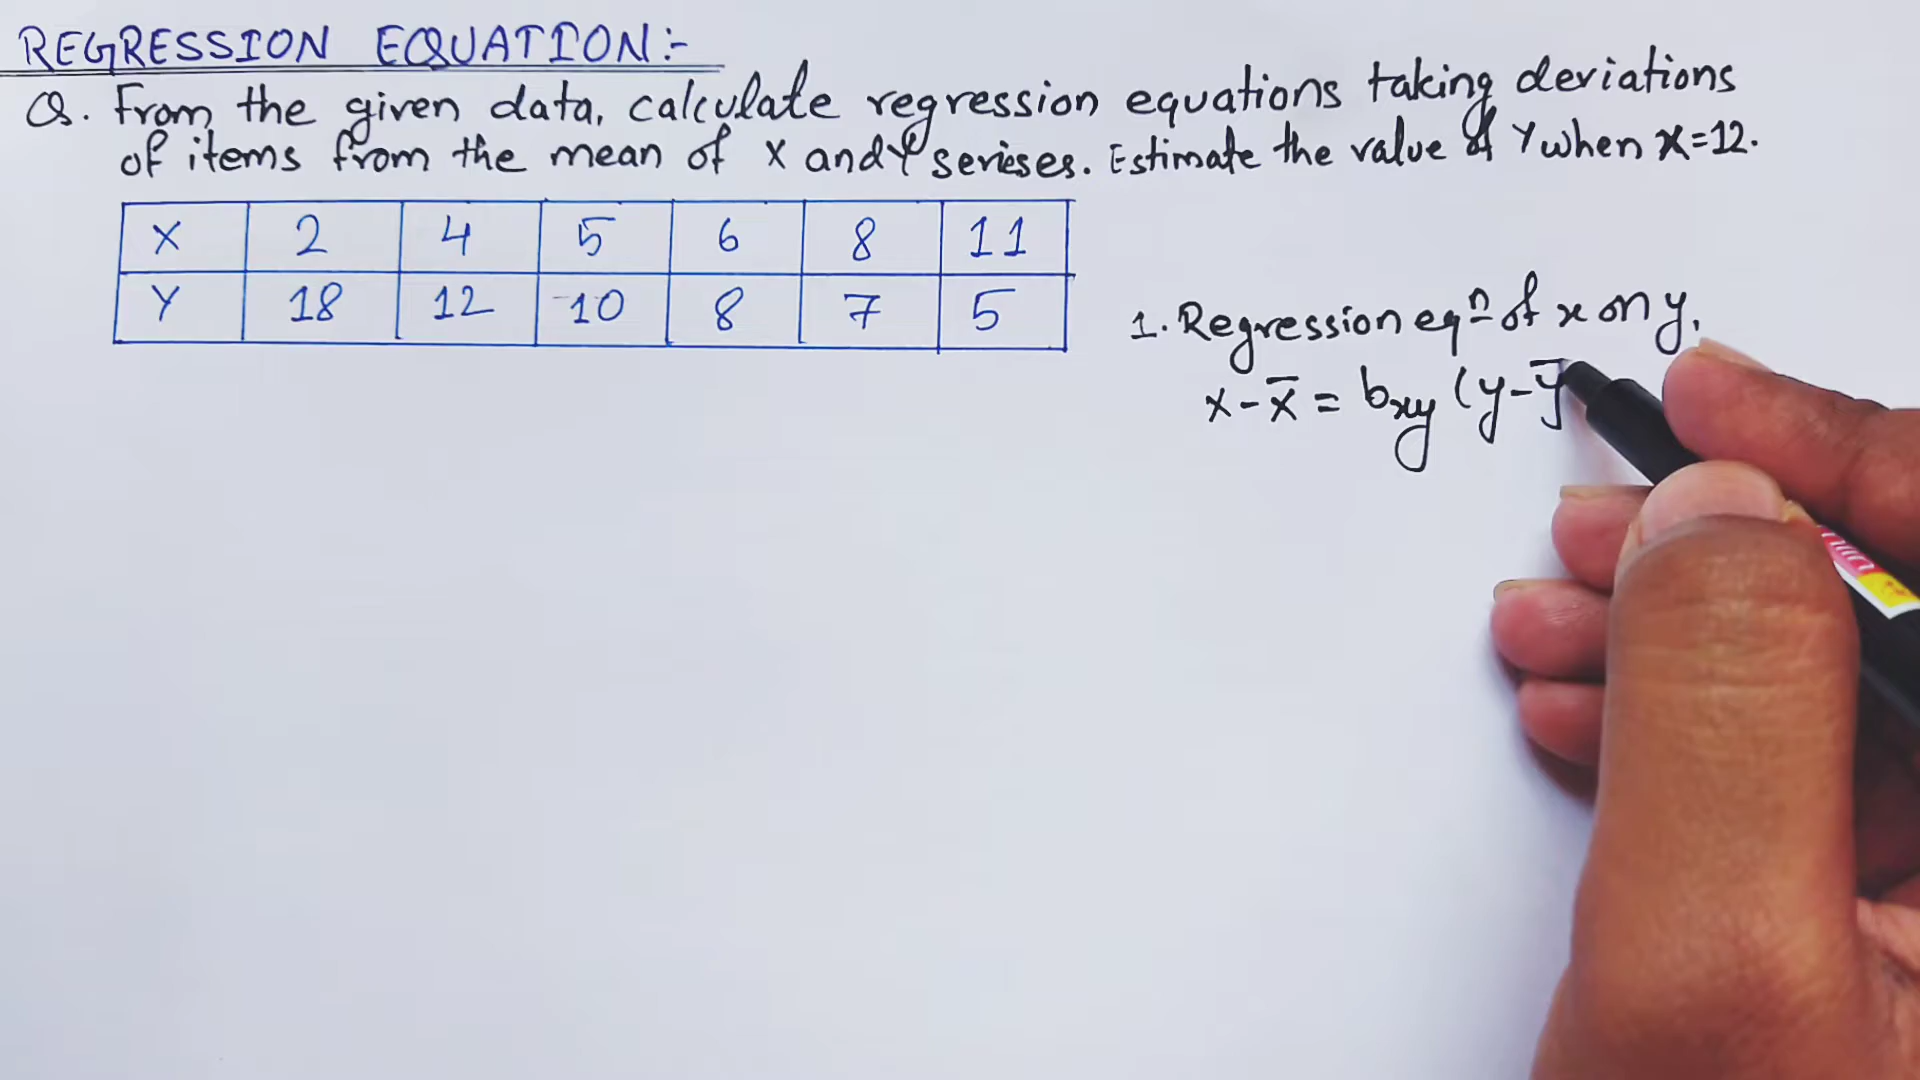 REGRESSION EQUATION:-
Q. From the given data, calculate regression equations taking deviations
of items from the mean of X and Y serieses. Estimate the value of Y when x=12.
X 2 4 5 6 8 11
Y 18 12 10 8 7 5
1. Regression eqⁿ of x on y.
x - x̄ = bxy (y - ȳ